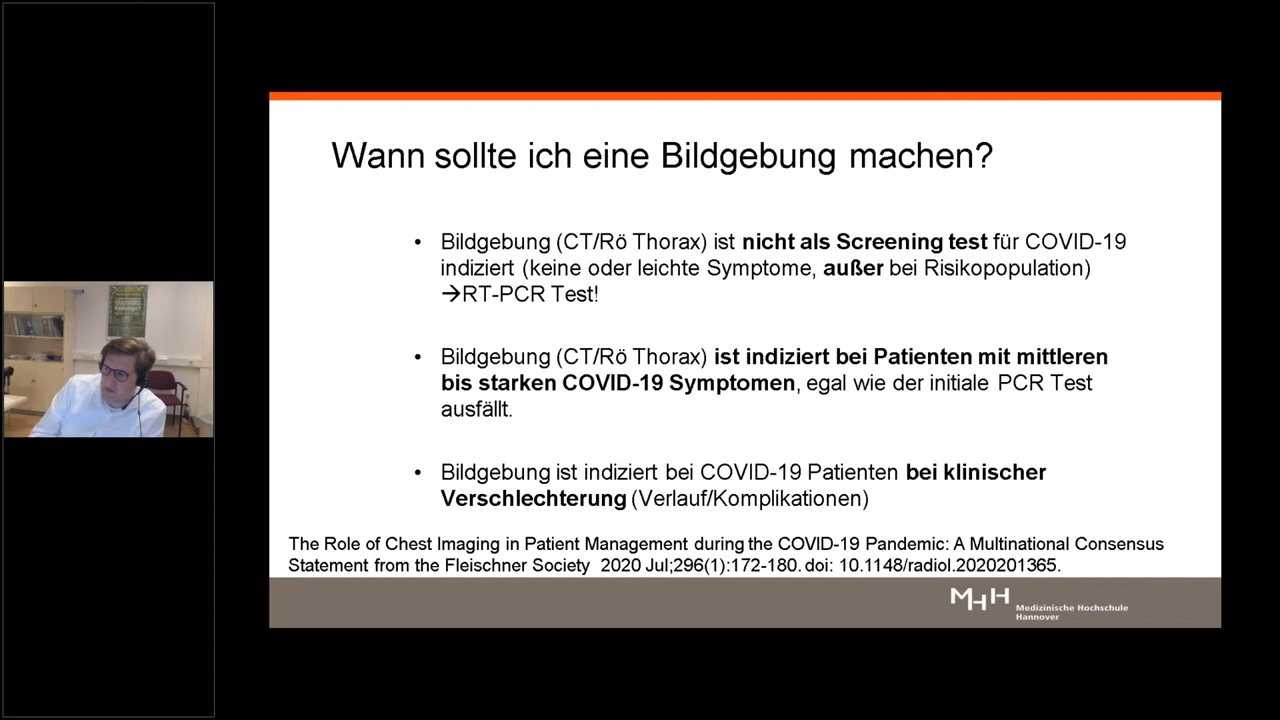 Wann sollte ich eine Bildgebung machen?
• Bildgebung (CT/Rö Thorax) ist nicht als Screening test für COVID-19
indiziert (keine oder leichte Symptome, außer bei Risikopopulation)
→RT-PCR Test!
• Bildgebung (CT/Rö Thorax) ist indiziert bei Patienten mit mittleren
bis starken COVID-19 Symptomen, egal wie der initiale PCR Test
ausfällt.
• Bildgebung ist indiziert bei COVID-19 Patienten bei klinischer
Verschlechterung (Verlauf/Komplikationen)
The Role of Chest Imaging in Patient Management during the COVID-19 Pandemic: A Multinational Consensus
Statement from the Fleischner Society 2020 Jul;296(1):172-180. doi: 10.1148/radiol.2020201365.
MHH
Medizinische Hochschule
Hannover